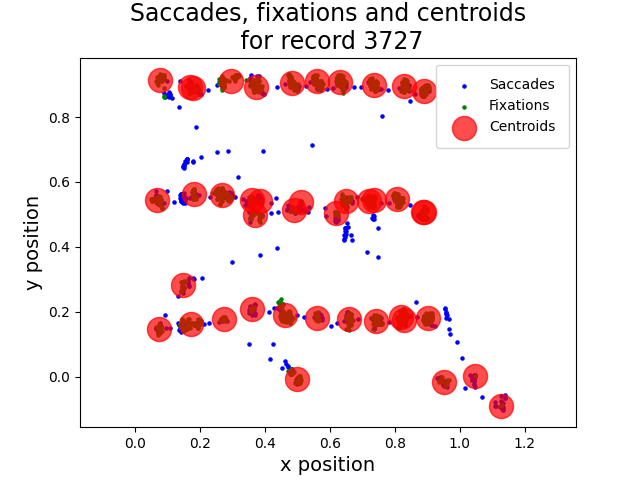 Saccades, fixations and centroids
for record 3727
Saccades
Fixations
Centroids
0.8
0.6
0.4
0.2
0.0
y position
0.0 0.2 0.4 0.6 0.8 1.0 1.2
x position